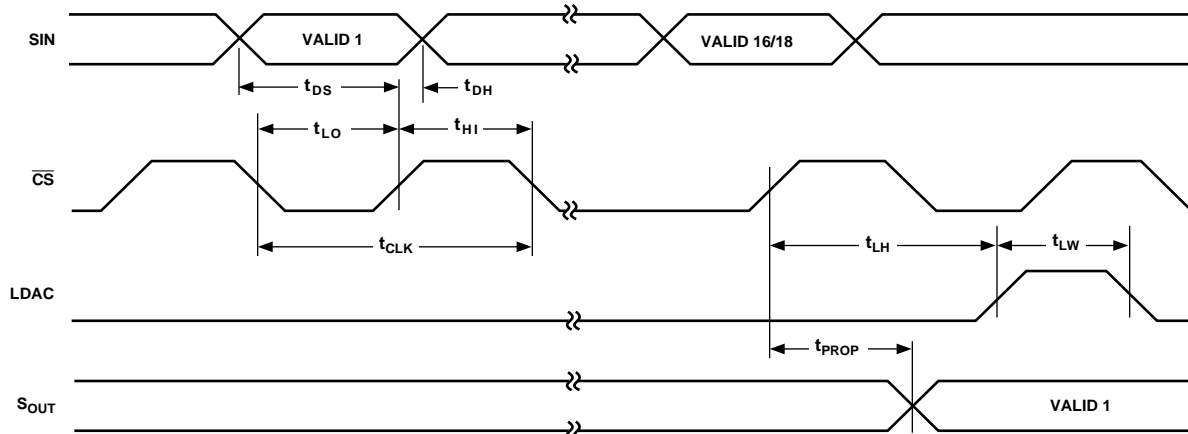 SIN
VALID 1
VALID 16/18
tDS
tDH
tLO
tHI
CS
tCLK
tLH
tLW
LDAC
tPROP
SOUT
VALID 1